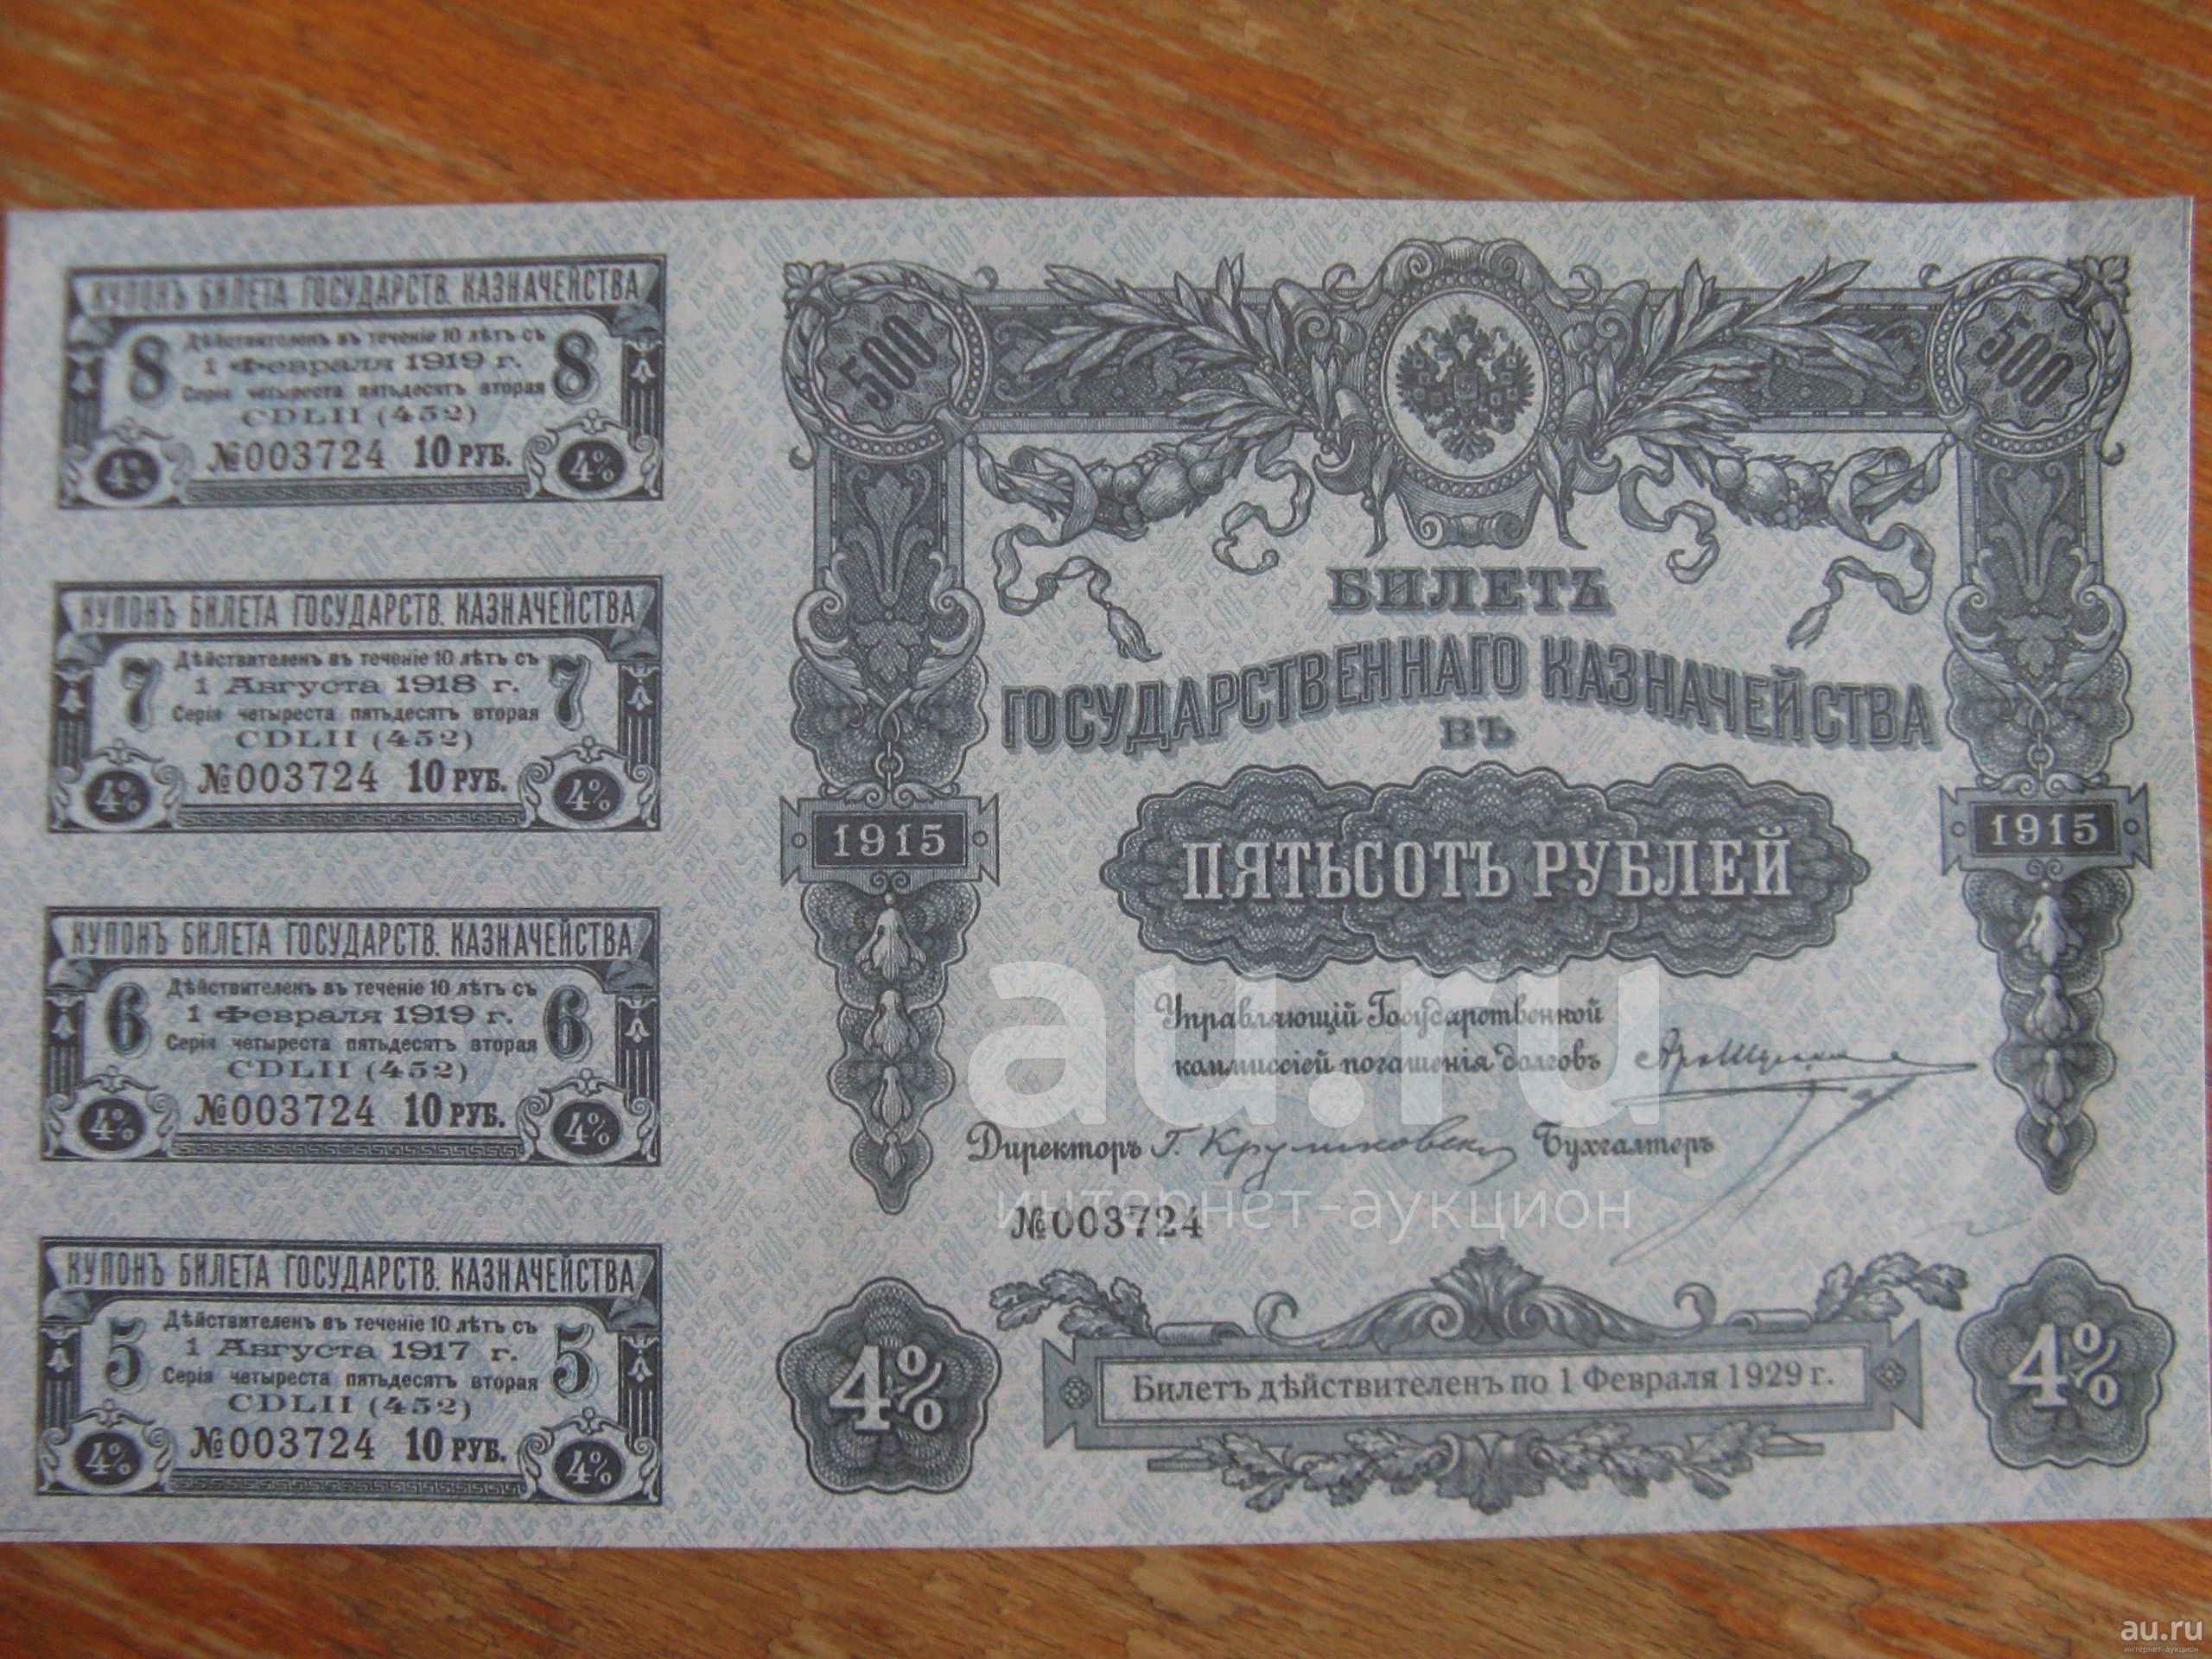 КУПОНЪ БИЛЕТА ГОСУДАРСТВ. КАЗНАЧЕЙСТВА
8 Дѣйствителенъ въ теченіе 10 лѣтъ съ 8
1 Февраля 1919 г.
Серія четыреста пятьдесятъ вторая
CDLII (452)
4% №003724 10 РУБ. 4%
КУПОНЪ БИЛЕТА ГОСУДАРСТВ. КАЗНАЧЕЙСТВА
7 Дѣйствителенъ въ теченіе 10 лѣтъ съ 7
1 Августа 1918 г.
Серія четыреста пятьдесятъ вторая
CDLII (452)
4% №003724 10 РУБ. 4%
КУПОНЪ БИЛЕТА ГОСУДАРСТВ. КАЗНАЧЕЙСТВА
6 Дѣйствителенъ въ теченіе 10 лѣтъ съ 6
1 Февраля 1919 г.
Серія четыреста пятьдесятъ вторая
CDLII (452)
4% №003724 10 РУБ. 4%
КУПОНЪ БИЛЕТА ГОСУДАРСТВ. КАЗНАЧЕЙСТВА
5 Дѣйствителенъ въ теченіе 10 лѣтъ съ 5
1 Августа 1917 г.
Серія четыреста пятьдесятъ вторая
CDLII (452)
4% №003724 10 РУБ. 4%
500 500
БИЛЕТЪ
ГОСУДАРСТВЕННАГО КАЗНАЧЕЙСТВА
ВЪ
1915 ПЯТЬСОТЪ РУБЛЕЙ 1915
Управляющій Государственной
коммиссіей погашенія долговъ
Директоръ Бухгалтеръ
№003724
4% Билетъ дѣйствителенъ по 1 Февраля 1929 г. 4%
au.ru
интернет-аукцион
au.ru
интернет-аукцион